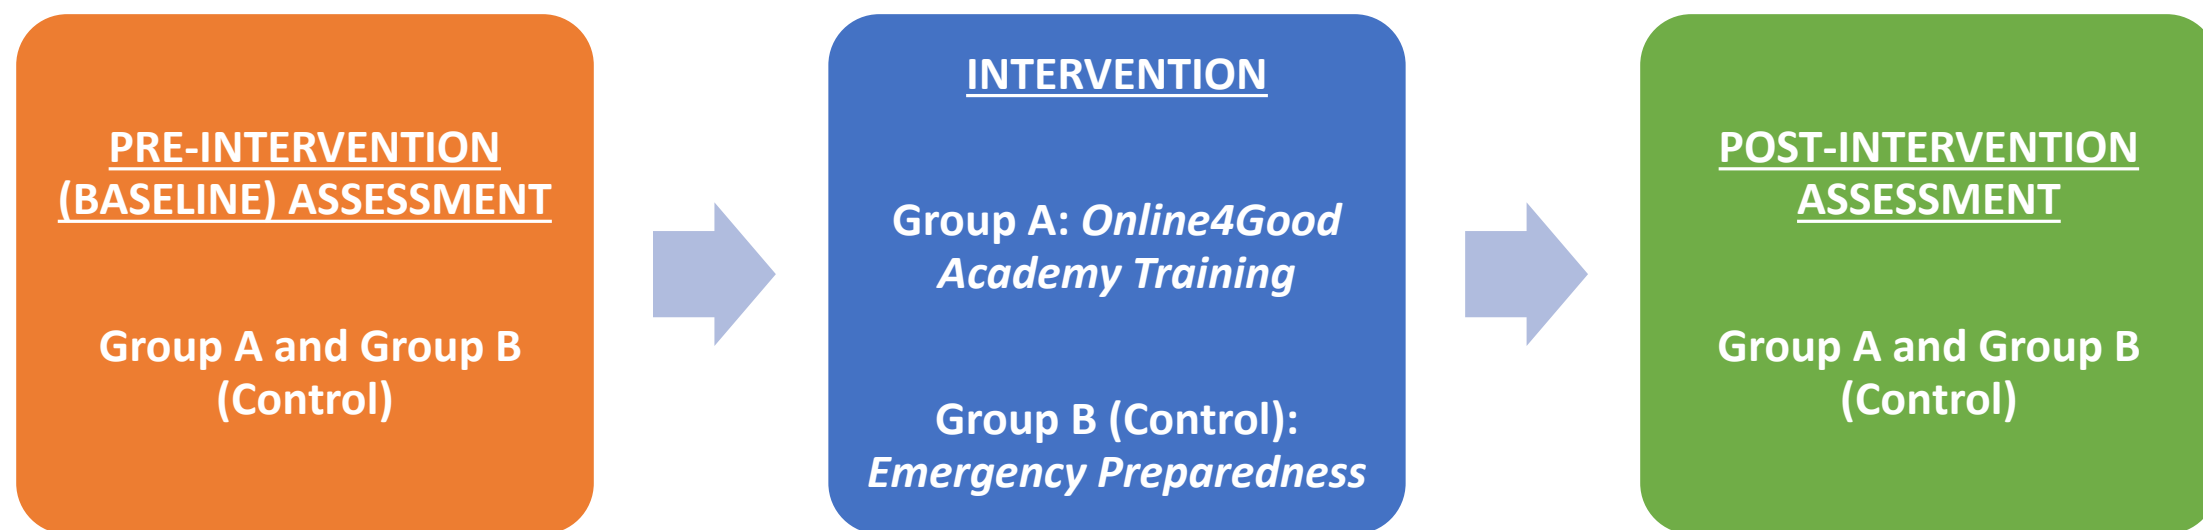 PRE-INTERVENTION
(BASELINE) ASSESSMENT
Group A and Group B
(Control)
INTERVENTION
Group A: Online4Good
Academy Training
Group B (Control):
Emergency Preparedness
POST-INTERVENTION
ASSESSMENT
Group A and Group B
(Control)